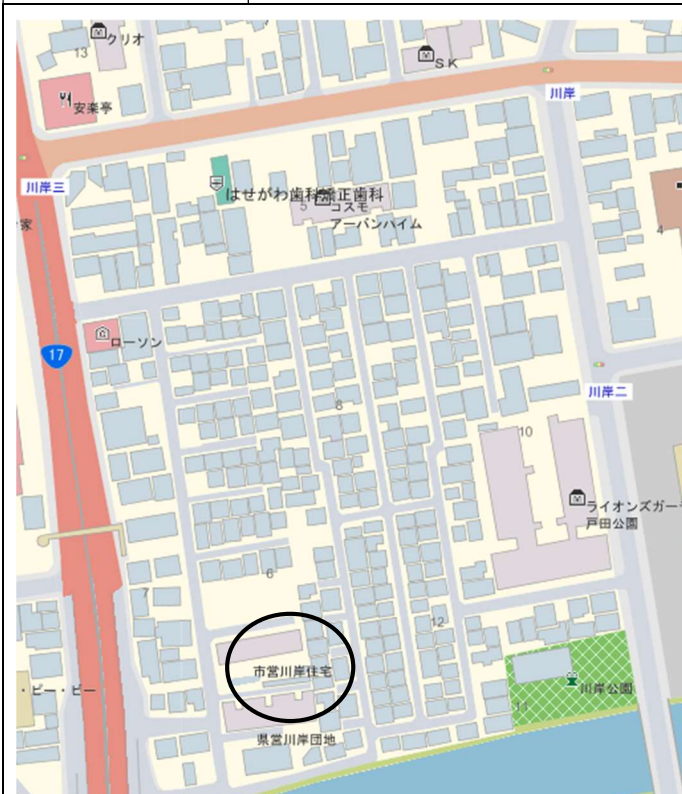 13
クリオ
SK
安楽亭
川岸
川岸三
はせがわ歯科矯正歯科
5
コスモ
アーバンハイム
家
4
ローソン
17
川岸二
8
10
ライオンズガー
戸田公園
6
7
12
市営川岸住宅
・ビー・ビー
川岸公園
11
県営川岸団地